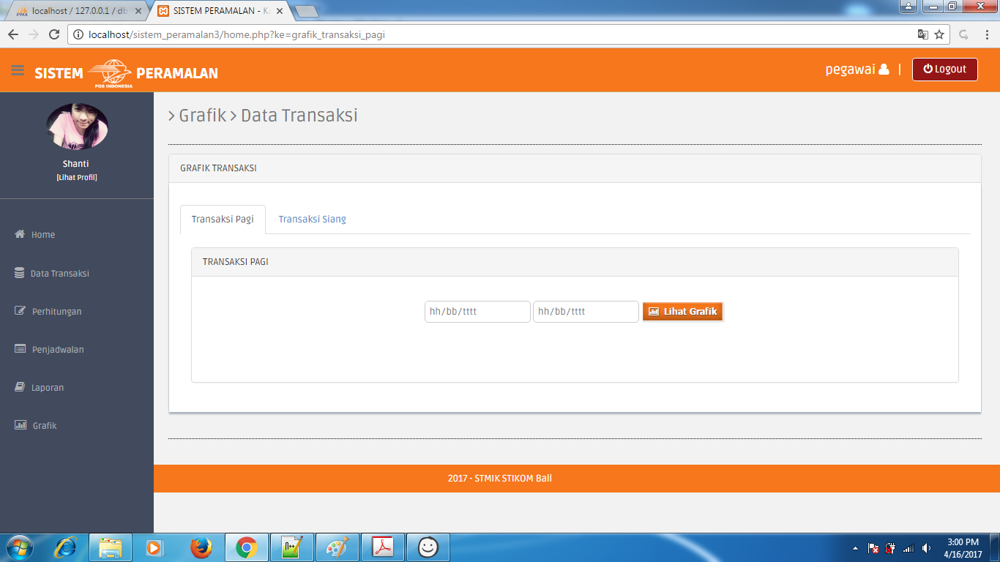 localhost / 127.0.0.1 / db
SISTEM PERAMALAN - KA
localhost/sistem_peramalan3/home.php?ke=grafik_transaksi_pagi
SISTEM POS INDONESIA PERAMALAN
pegawai | Logout
> Grafik > Data Transaksi
Shanti
[Lihat Profil]
GRAFIK TRANSAKSI
Transaksi Pagi Transaksi Siang
TRANSAKSI PAGI
hh/bb/tttt hh/bb/tttt Lihat Grafik
Home
Data Transaksi
Perhitungan
Penjadwalan
Laporan
Grafik
2017 - STMIK STIKOM Bali
3:00 PM
4/16/2017